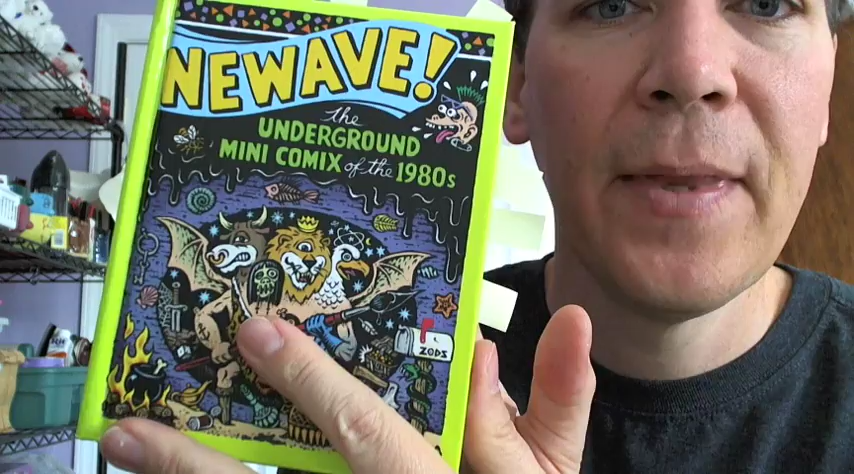 NEWAVE!
the
UNDERGROUND
MINI COMIX of the 1980s
ZODS